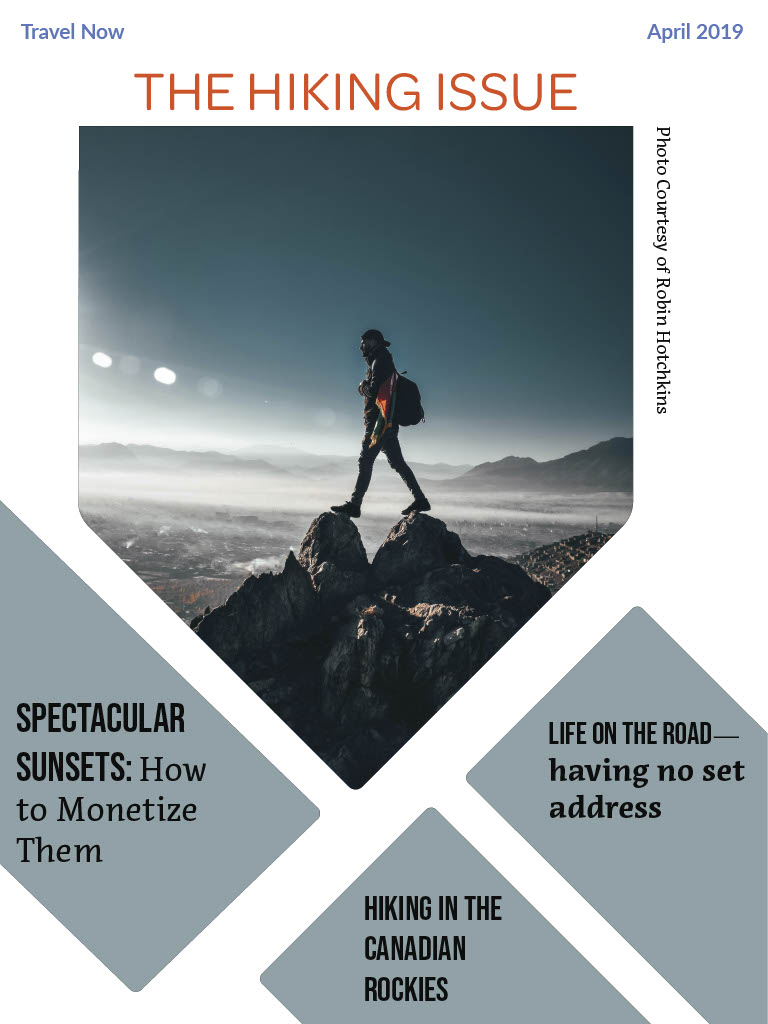 Travel Now
April 2019
THE HIKING ISSUE
Photo Courtesy of Robin Hotchkins
SPECTACULAR
SUNSETS: How
to Monetize
Them
LIFE ON THE ROAD—
having no set
address
HIKING IN THE
CANADIAN
ROCKIES